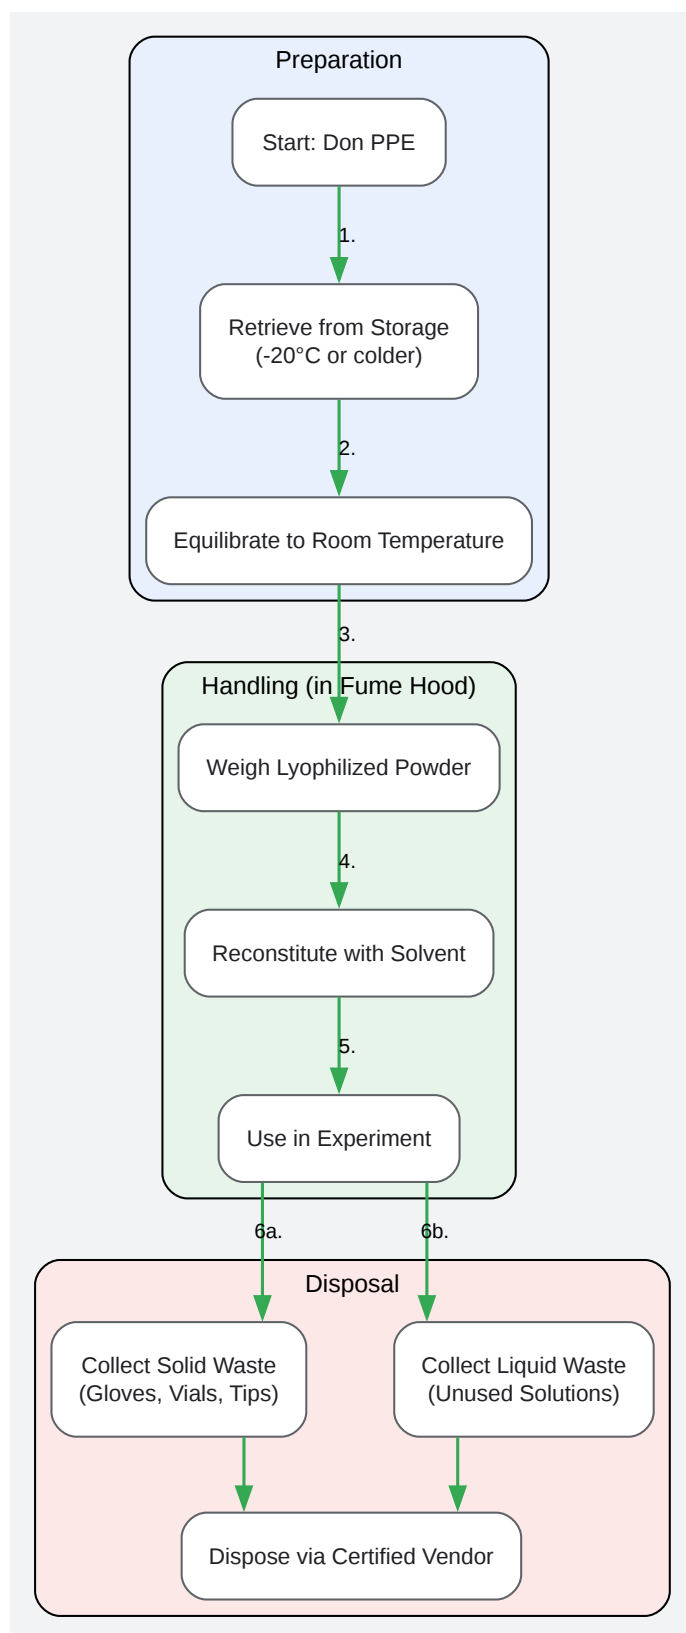 Preparation
Start: Don PPE
1.
Retrieve from Storage
(-20°C or colder)
2.
Equilibrate to Room Temperature
3.
Handling (in Fume Hood)
Weigh Lyophilized Powder
4.
Reconstitute with Solvent
5.
Use in Experiment
6a.
6b.
Disposal
Collect Solid Waste
(Gloves, Vials, Tips)
Collect Liquid Waste
(Unused Solutions)
Dispose via Certified Vendor